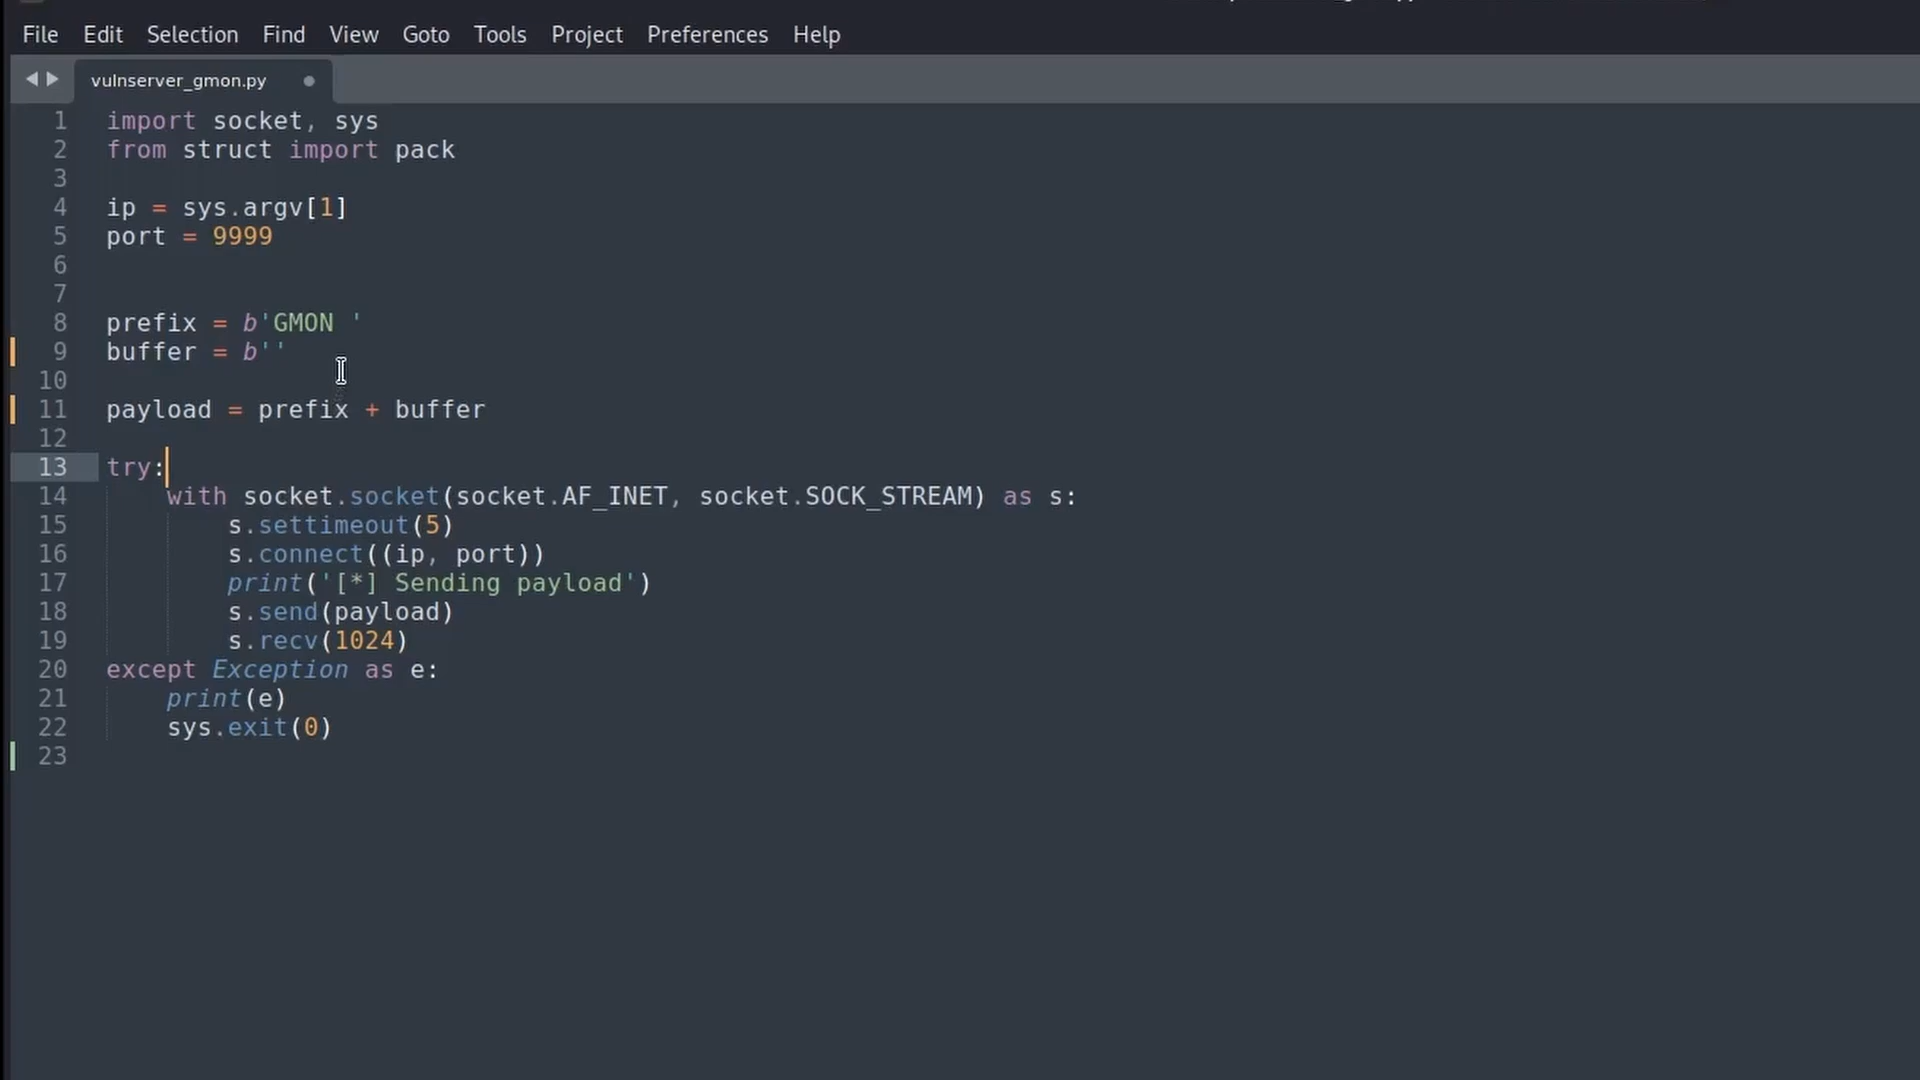 File Edit Selection Find View Goto Tools Project Preferences Help
vulnserver_gmon.py
1 import socket, sys
2 from struct import pack
3
4 ip = sys.argv[1]
5 port = 9999
6
7
8 prefix = b'GMON '
9 buffer = b''
10
11 payload = prefix + buffer
12
13 try:
14     with socket.socket(socket.AF_INET, socket.SOCK_STREAM) as s:
15         s.settimeout(5)
16         s.connect((ip, port))
17         print('[*] Sending payload')
18         s.send(payload)
19         s.recv(1024)
20 except Exception as e:
21     print(e)
22     sys.exit(0)
23